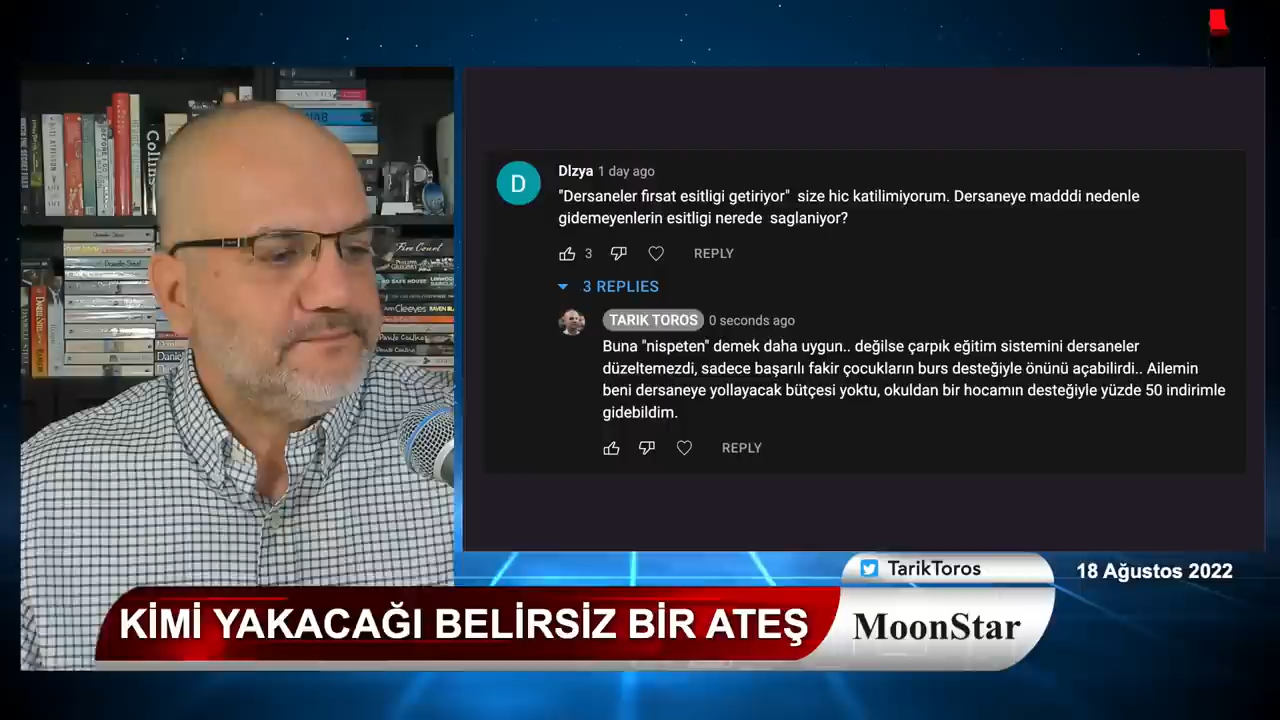 Collins
D
Dlzya 1 day ago
"Dersaneler firsat esitligi getiriyor" size hic katilimiyorum. Dersaneye madddi nedenle
gidemeyenlerin esitligi nerede saglaniyor?
3
REPLY
3 REPLIES
TARIK TOROS 0 seconds ago
Buna "nispeten" demek daha uygun.. değilse çarpık eğitim sistemini dersaneler
düzeltemezdi, sadece başarılı fakir çocukların burs desteğiyle önünü açabilirdi.. Ailemin
beni dersaneye yollayacak bütçesi yoktu, okuldan bir hocamın desteğiyle yüzde 50 indirimle
gidebildim.
REPLY
TarikToros
18 Ağustos 2022
KİMİ YAKACAĞI BELİRSİZ BİR ATEŞ
MoonStar